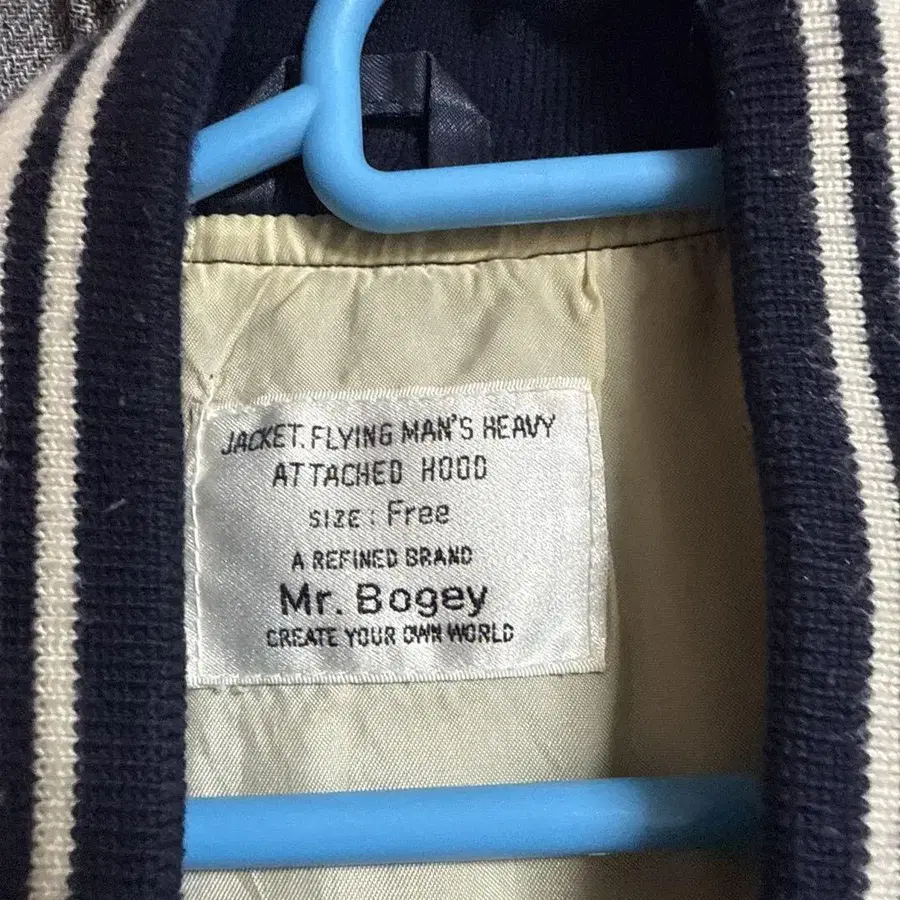 JACKET. FLYING MAN'S HEAVY
ATTACHED HOOD
SIZE : Free
A REFINED BRAND
Mr. Bogey
CREATE YOUR OWN WORLD